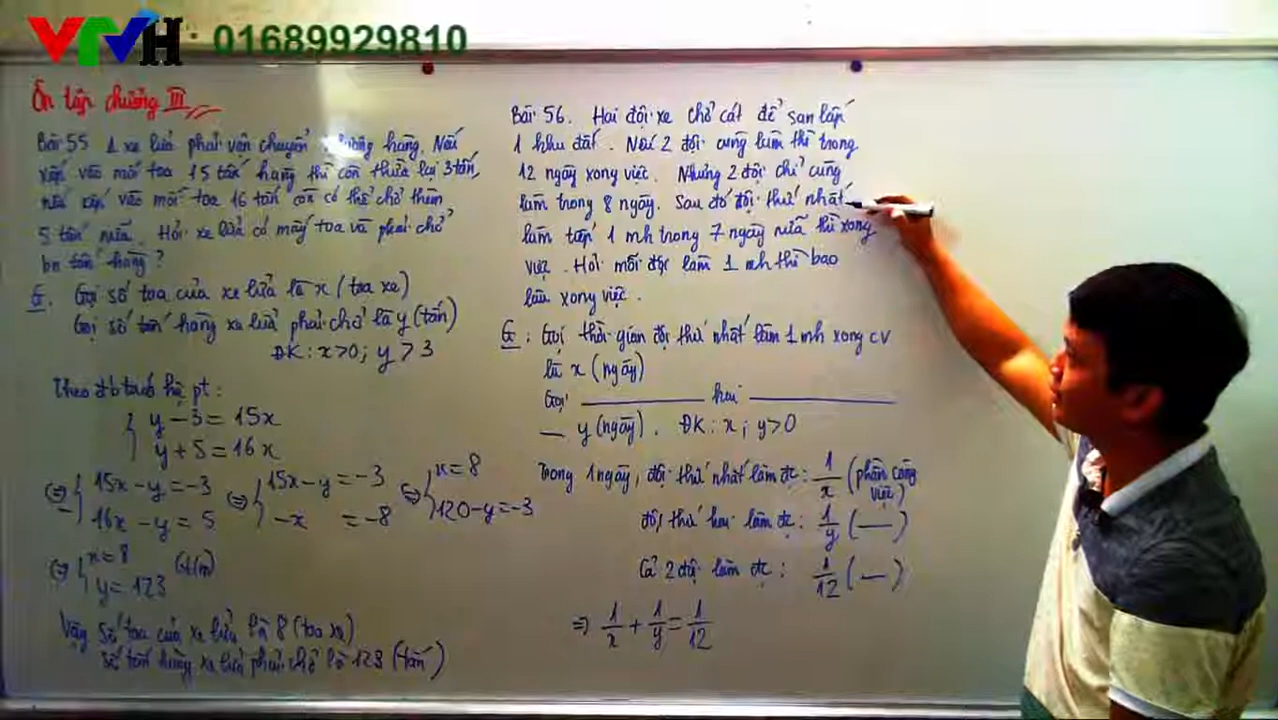 VTVH: 01689929810
Ôn tập chương III
Bài 55 1 xe lửa phải vận chuyển lượng hàng. Nếu
xếp vào mỗi toa 15 tấn hàng thì còn thừa lại 3 tấn,
nếu xếp vào mỗi toa 16 tấn còn có thể chở thêm
5 tấn nữa. Hỏi xe lửa có mấy toa và phải chở
bn tấn hàng?
G. Gọi số toa của xe lửa là x (toa xe)
Gọi số tấn hàng xe lửa phải chở là y (tấn)
ĐK: x>0; y>3
Theo đb ta có hệ pt:
{ y - 3 = 15x
y + 5 = 16x
(=) { 15x - y = -3
16x - y = 5
(=) { 15x - y = -3
-x = -8
(=) { x = 8
120 - y = -3
(=) { x = 8
y = 123 (t/m)
Vậy số toa của xe lửa là 8 (toa xe)
số tấn hàng xe lửa phải chở là 123 (tấn)
Bài 56. Hai đội xe chở cát để san lấp
1 khu đất. Nếu 2 đội cùng làm thì trong
12 ngày xong việc. Nhưng 2 đội chỉ cùng
làm trong 8 ngày. Sau đó đội thứ nhất
làm tiếp 1 mh trong 7 ngày nữa thì xong
việc. Hỏi mỗi đội làm 1 mh thì bao
lâu xong việc.
G: Gọi thời gian đội thứ nhất làm 1 mh xong cv
là x (ngày)
Gọi ______ hai ______
— y (ngày). ĐK: x; y>0
Trong 1 ngày, đội thứ nhất làm đc: 1/x (phần công
việc)
đội thứ hai làm đc: 1/y (—)
Cả 2 đội làm đc: 1/12 (—)
=> 1/x + 1/y = 1/12